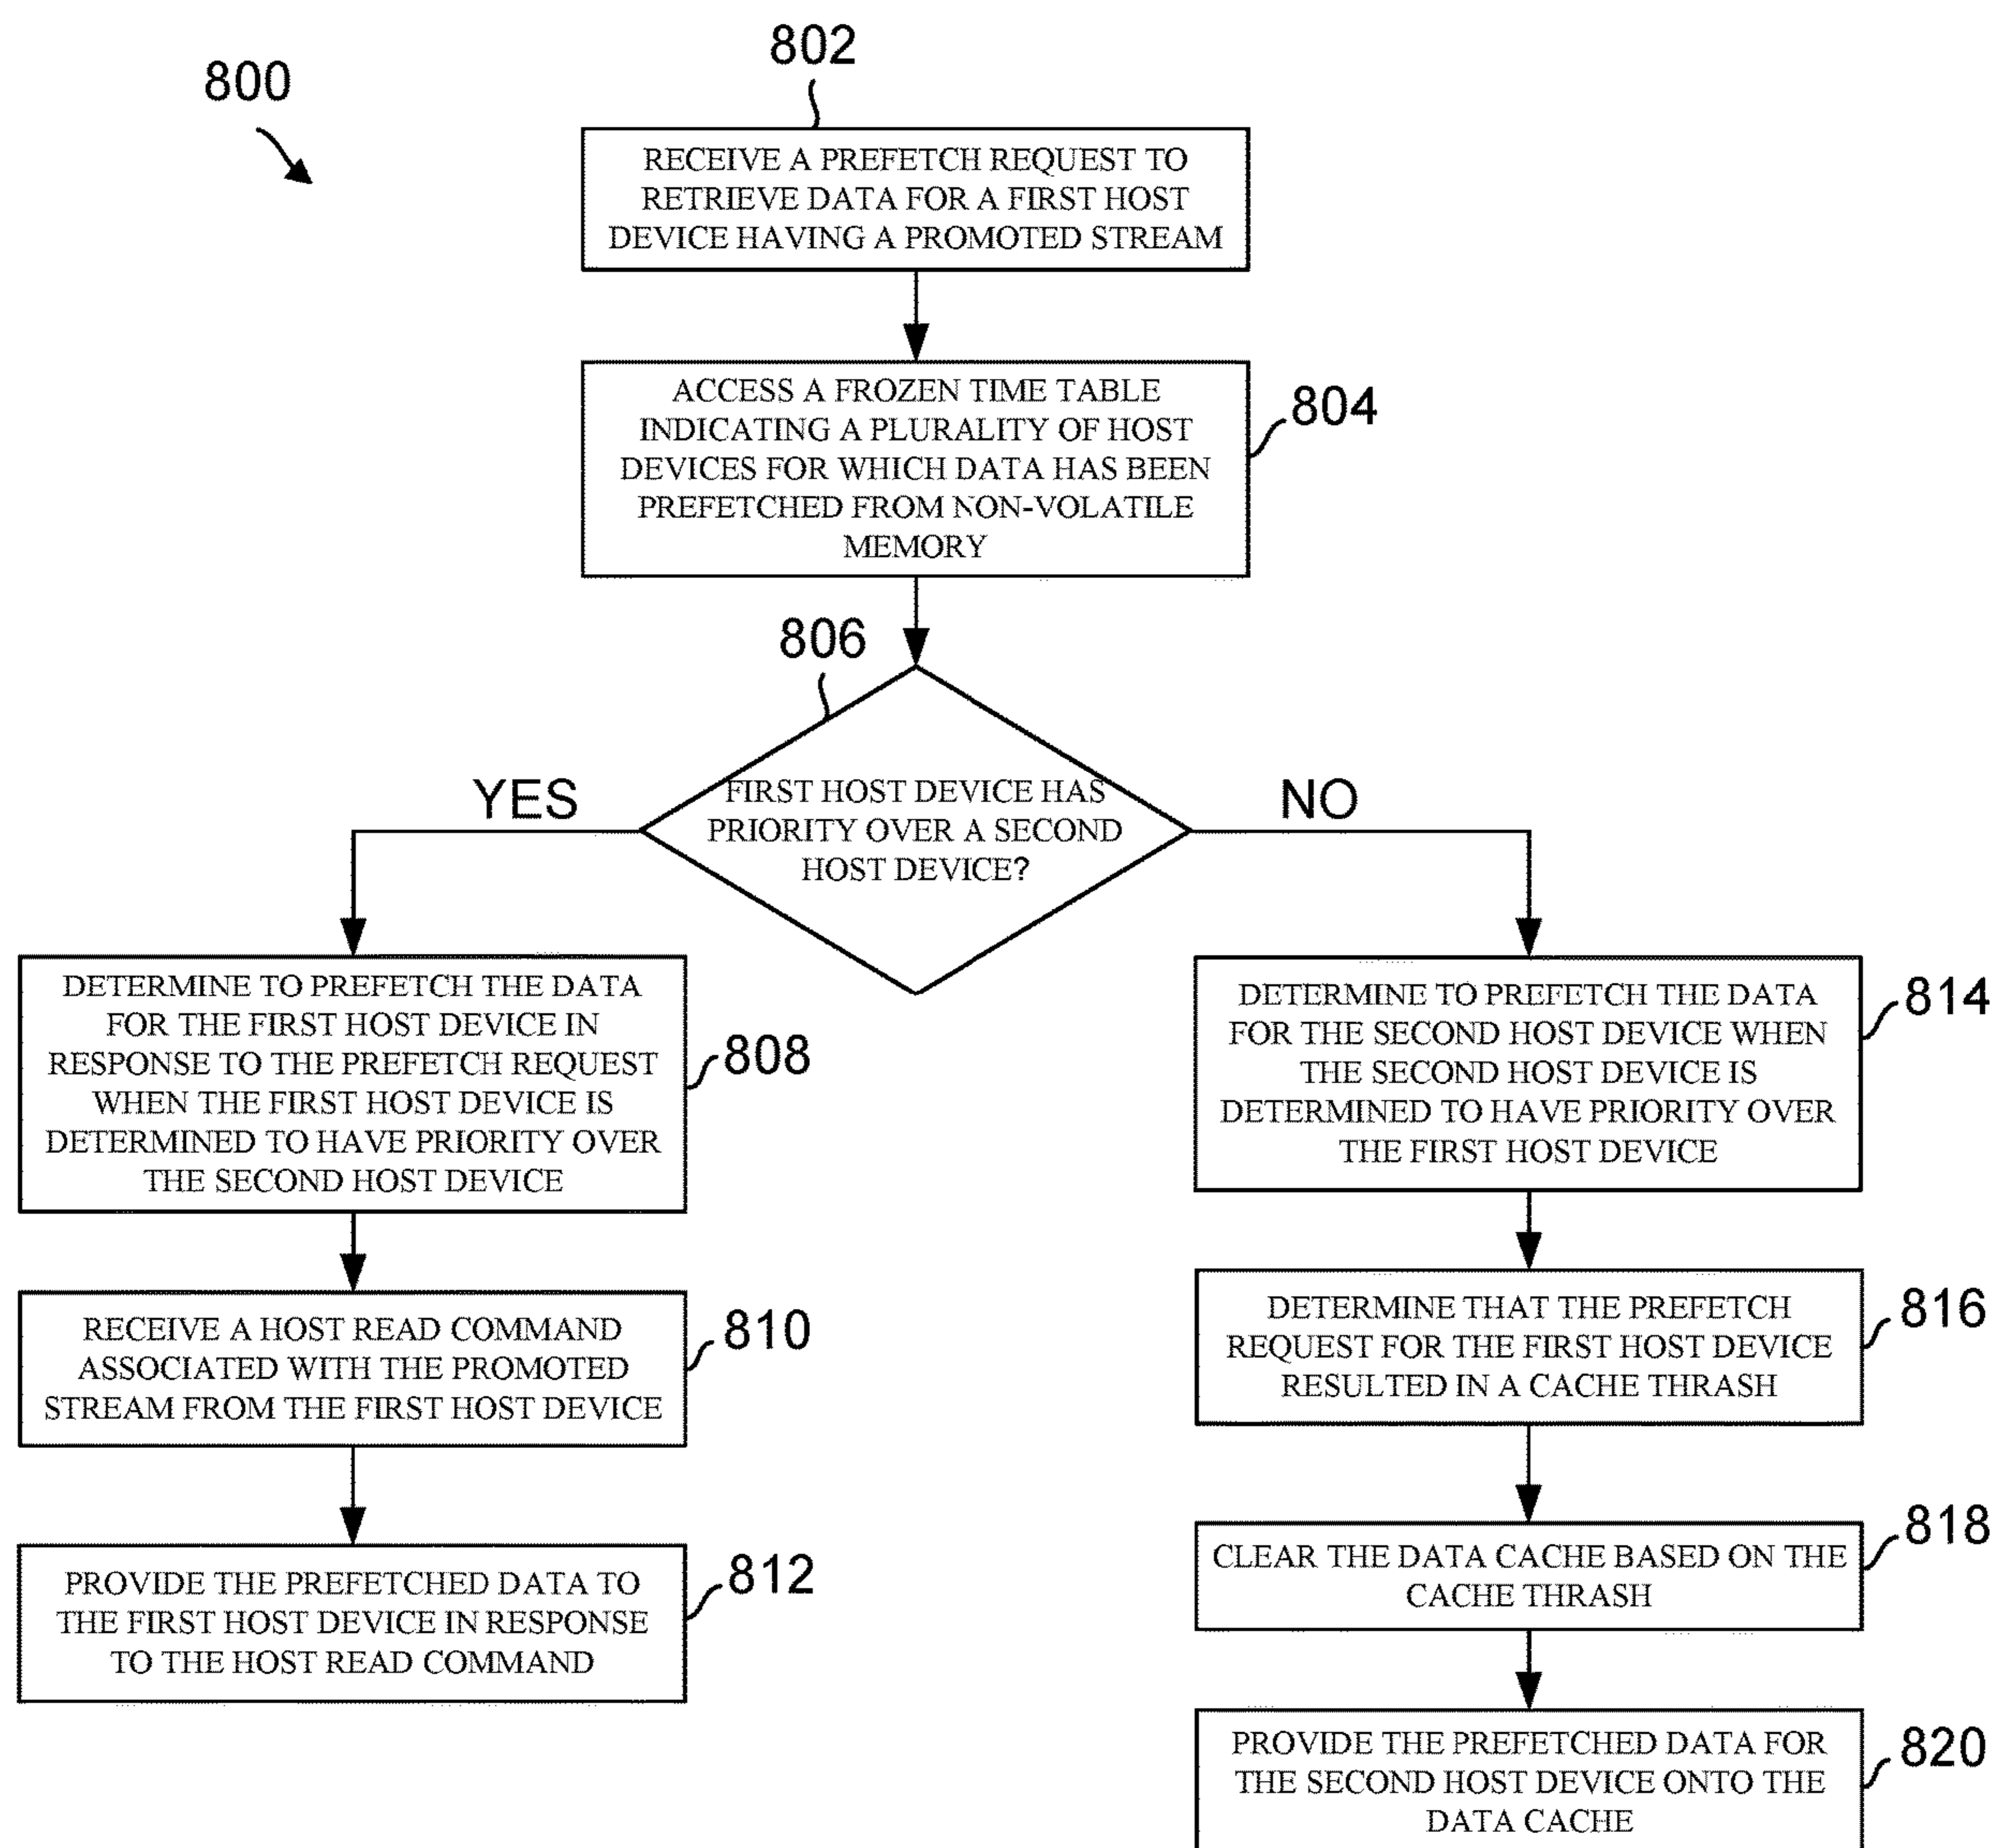 800
802
RECEIVE A PREFETCH REQUEST TO
RETRIEVE DATA FOR A FIRST HOST
DEVICE HAVING A PROMOTED STREAM
804
ACCESS A FROZEN TIME TABLE
INDICATING A PLURALITY OF HOST
DEVICES FOR WHICH DATA HAS BEEN
PREFETCHED FROM NON-VOLATILE
MEMORY
806
FIRST HOST DEVICE HAS
PRIORITY OVER A SECOND
HOST DEVICE?
YES
NO
808
DETERMINE TO PREFETCH THE DATA
FOR THE FIRST HOST DEVICE IN
RESPONSE TO THE PREFETCH REQUEST
WHEN THE FIRST HOST DEVICE IS
DETERMINED TO HAVE PRIORITY OVER
THE SECOND HOST DEVICE
810
RECEIVE A HOST READ COMMAND
ASSOCIATED WITH THE PROMOTED
STREAM FROM THE FIRST HOST DEVICE
812
PROVIDE THE PREFETCHED DATA TO
THE FIRST HOST DEVICE IN RESPONSE
TO THE HOST READ COMMAND
814
DETERMINE TO PREFETCH THE DATA
FOR THE SECOND HOST DEVICE WHEN
THE SECOND HOST DEVICE IS
DETERMINED TO HAVE PRIORITY OVER
THE FIRST HOST DEVICE
816
DETERMINE THAT THE PREFETCH
REQUEST FOR THE FIRST HOST DEVICE
RESULTED IN A CACHE THRASH
818
CLEAR THE DATA CACHE BASED ON THE
CACHE THRASH
820
PROVIDE THE PREFETCHED DATA FOR
THE SECOND HOST DEVICE ONTO THE
DATA CACHE